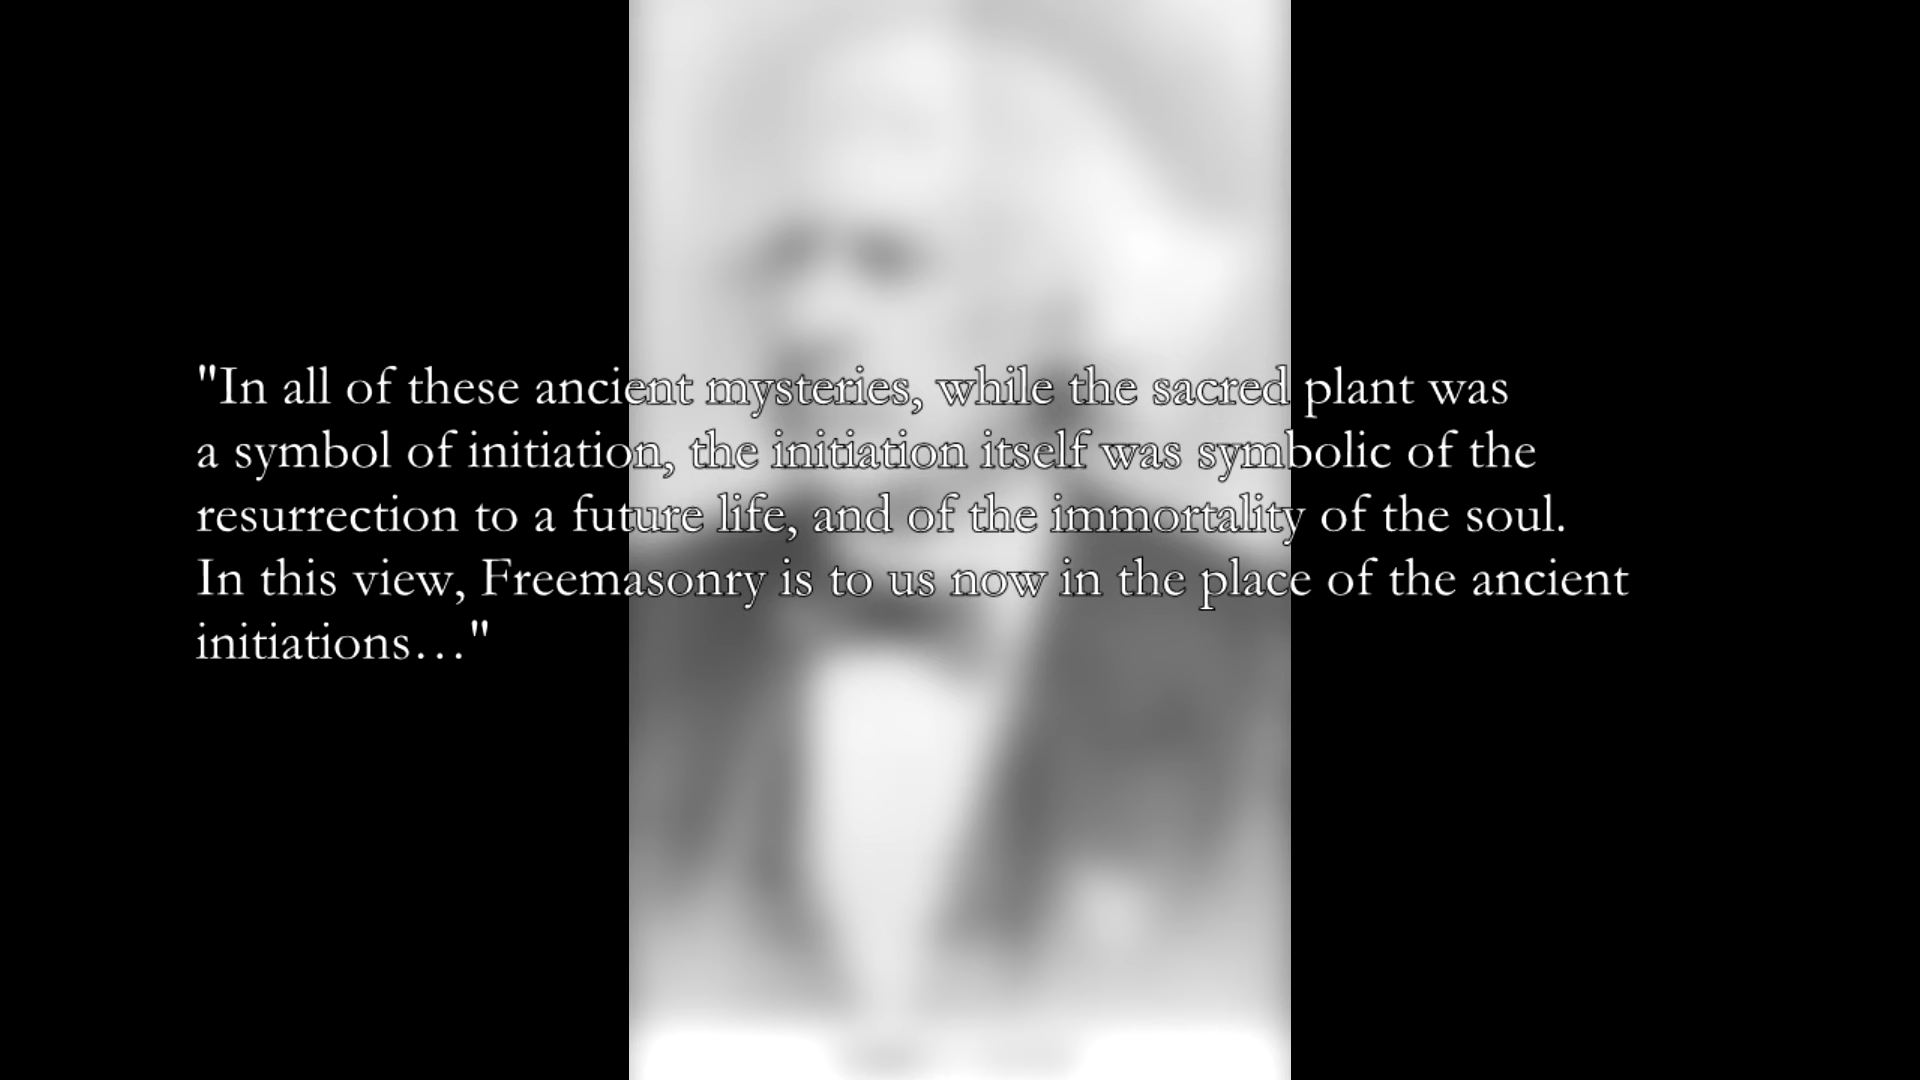 "In all of these ancient mysteries, while the sacred plant was
a symbol of initiation, the initiation itself was symbolic of the
resurrection to a future life, and of the immortality of the soul.
In this view, Freemasonry is to us now in the place of the ancient
initiations…"